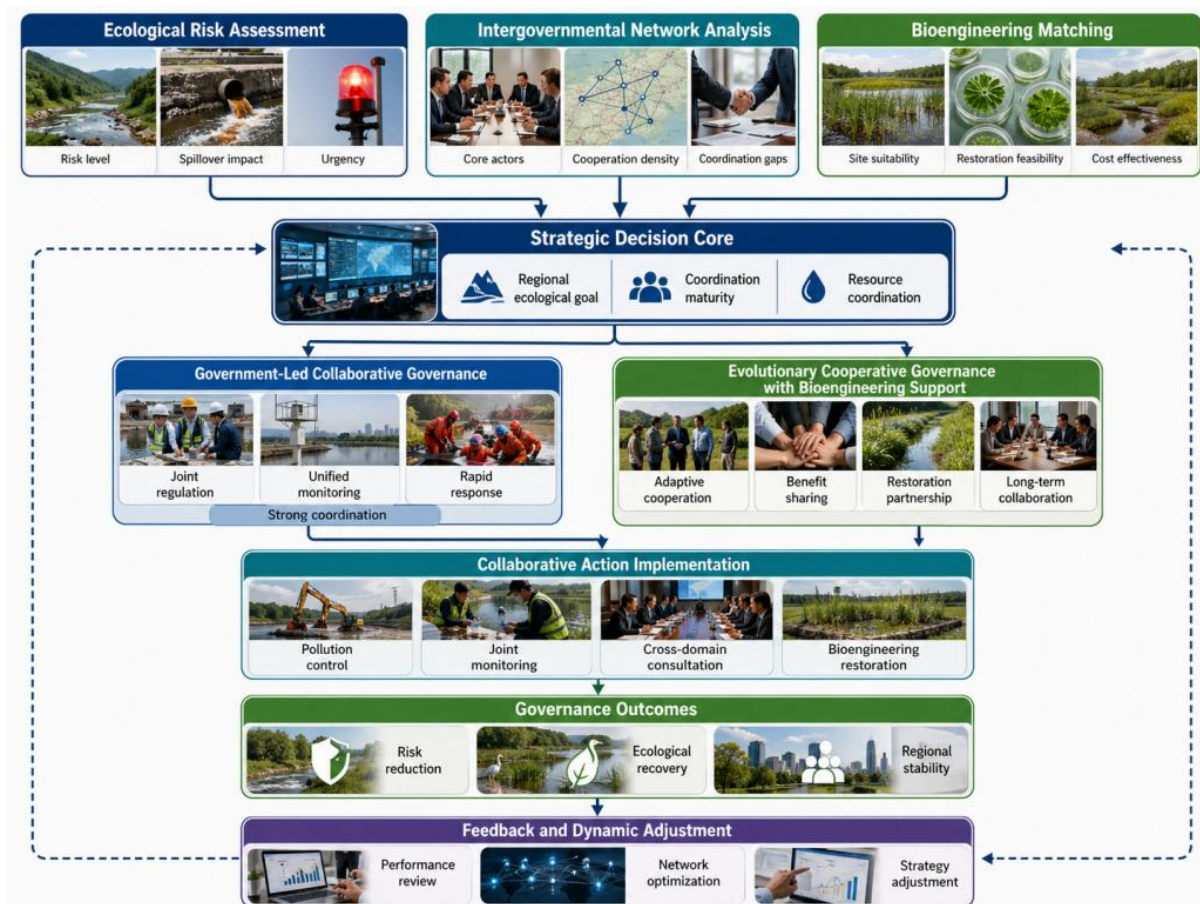 Ecological Risk Assessment
Risk level
Spillover impact
Urgency
Intergovernmental Network Analysis
Core actors
Cooperation density
Coordination gaps
Bioengineering Matching
Site suitability
Restoration feasibility
Cost effectiveness
Strategic Decision Core
Regional
ecological goal
Coordination
maturity
Resource
coordination
Government-Led Collaborative Governance
Joint
regulation
Unified
monitoring
Rapid
response
Strong coordination
Evolutionary Cooperative Governance
with Bioengineering Support
Adaptive
cooperation
Benefit
sharing
Restoration
partnership
Long-term
collaboration
Collaborative Action Implementation
Pollution
control
Joint
monitoring
Cross-domain
consultation
Bioengineering
restoration
Governance Outcomes
Risk
reduction
Ecological
recovery
Regional
stability
Feedback and Dynamic Adjustment
Performance
review
Network
optimization
Strategy
adjustment